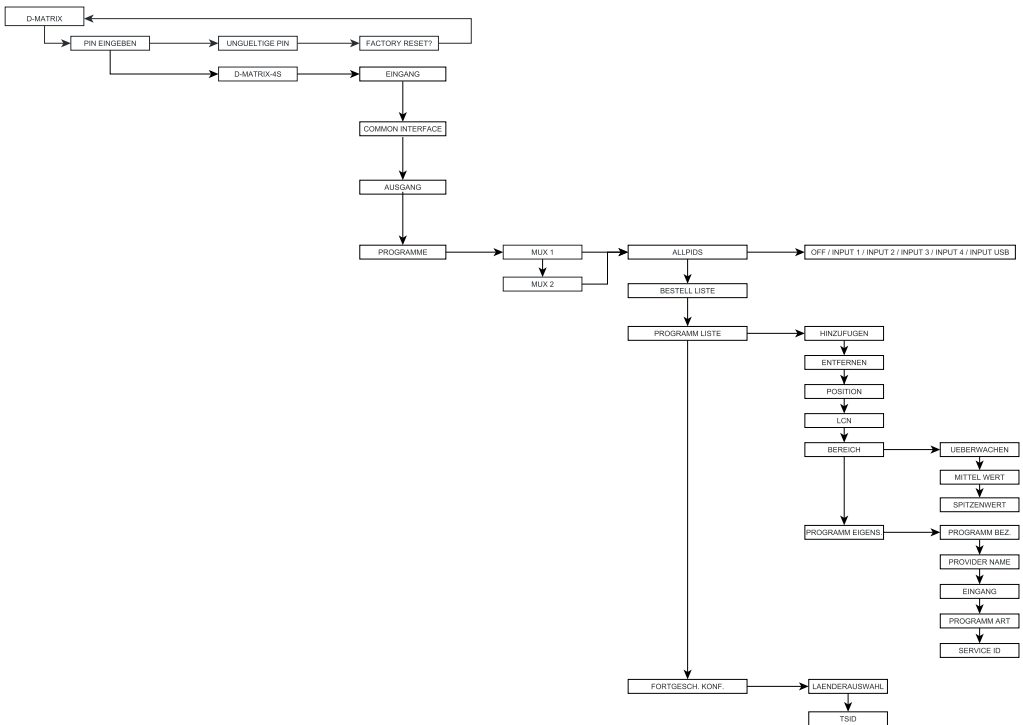 D-MATRIX
PIN EINGEBEN
UNGUELTIGE PIN
FACTORY RESET?
D-MATRIX-4S
EINGANG
COMMON INTERFACE
AUSGANG
PROGRAMME
MUX 1
ALLPIDS
OFF / INPUT 1 / INPUT 2 / INPUT 3 / INPUT 4 / INPUT USB
MUX 2
BESTELL LISTE
PROGRAMM LISTE
HINZUFUGEN
ENTFERNEN
POSITION
LCN
BEREICH
UEBERWACHEN
MITTEL WERT
SPITZENWERT
PROGRAMM EIGENS.
PROGRAMM BEZ.
PROVIDER NAME
EINGANG
PROGRAMM ART
SERVICE ID
FORTGESCH. KONF.
LAENDERAUSWAHL
TSID